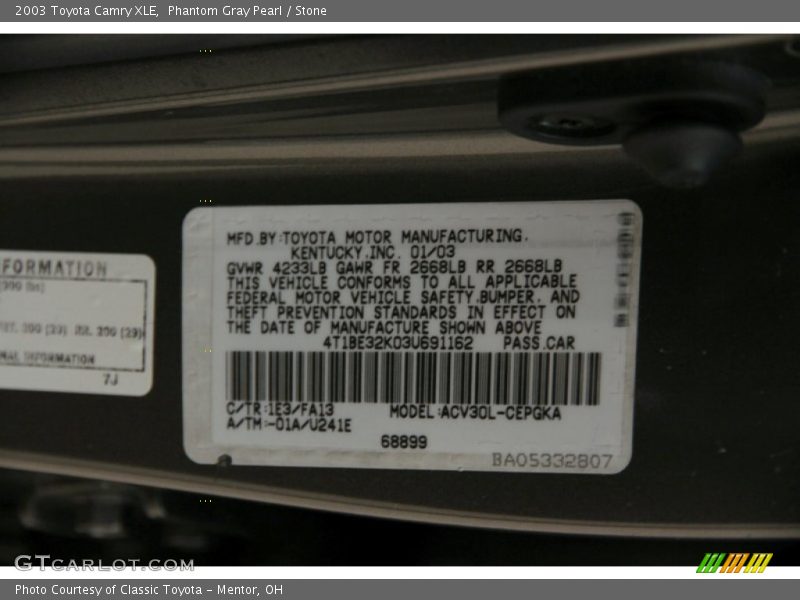 2003 Toyota Camry XLE,  Phantom Gray Pearl / Stone
MFD.BY:TOYOTA MOTOR MANUFACTURING.
KENTUCKY.INC. 01/03
GVWR 4233LB GAWR FR 2668LB RR 2668LB
THIS VEHICLE CONFORMS TO ALL APPLICABLE
FEDERAL MOTOR VEHICLE SAFETY.BUMPER. AND
THEFT PREVENTION STANDARDS IN EFFECT ON
THE DATE OF MANUFACTURE SHOWN ABOVE
4T1BE32K03U691162 PASS.CAR
C/TR:1E3/FA13 MODEL:ACV30L-CEPGKA
A/TM:-01A/U241E
68899
BA05332807
FORMATION
INFORMATION
7J
GTCARLOT.COM
Photo Courtesy of Classic Toyota - Mentor, OH